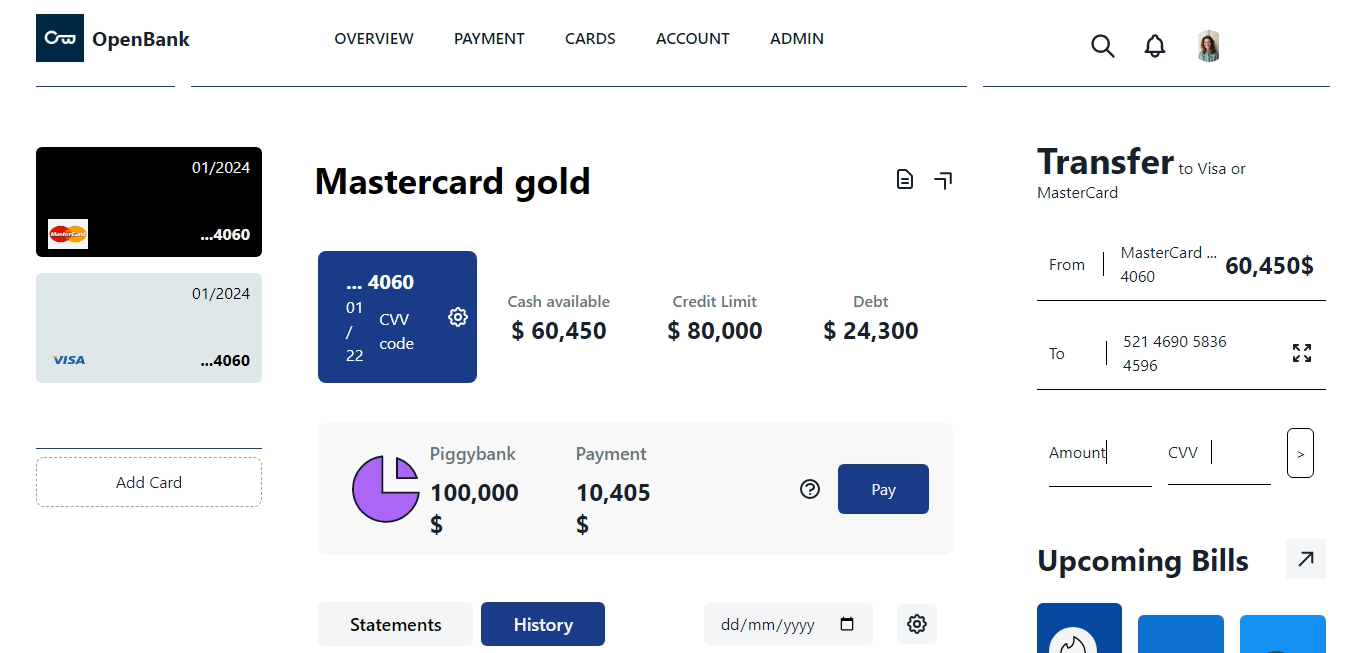 OpenBank
OVERVIEW PAYMENT CARDS ACCOUNT ADMIN
01/2024
MasterCard
...4060
01/2024
VISA
...4060
Add Card
Mastercard gold
... 4060
01
/
22
CVV
code
Cash available
$ 60,450
Credit Limit
$ 80,000
Debt
$ 24,300
Piggybank
100,000
$
Payment
10,405
$
Pay
Statements
History
dd/mm/yyyy
Transfer to Visa or
MasterCard
From
MasterCard ...
4060
60,450$
To
521 4690 5836
4596
Amount
CVV
>
Upcoming Bills